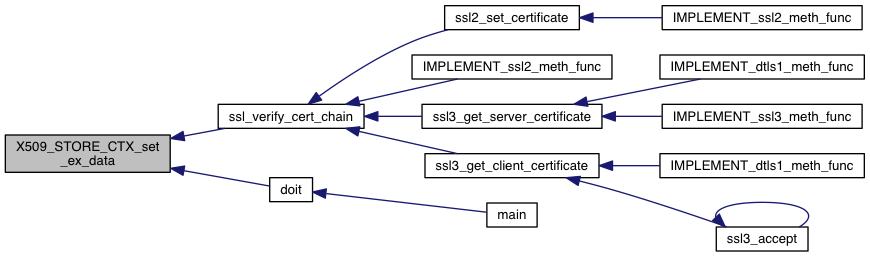 ssl2_set_certificate
IMPLEMENT_ssl2_meth_func
IMPLEMENT_ssl2_meth_func
IMPLEMENT_dtls1_meth_func
ssl_verify_cert_chain
ssl3_get_server_certificate
IMPLEMENT_ssl3_meth_func
X509_STORE_CTX_set
_ex_data
ssl3_get_client_certificate
IMPLEMENT_dtls1_meth_func
doit
main
ssl3_accept